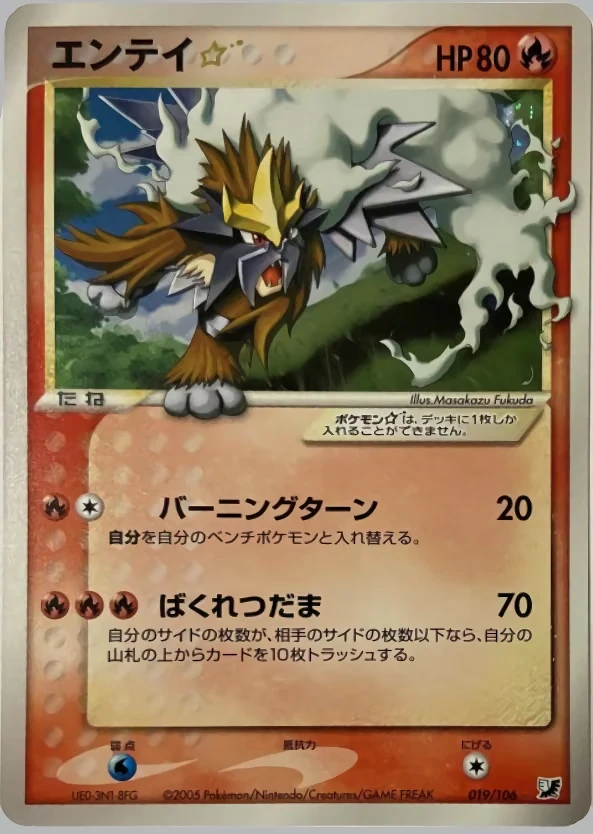 エンテイ☆
HP80
たね
Illus.Masakazu Fukuda
ポケモン☆は、デッキに1枚しか
入れることができません。
バーニングターン 20
自分を自分のベンチポケモンと入れ替える。
ばくれつだま 70
自分のサイドの枚数が、相手のサイドの枚数以下なら、自分の
山札の上からカードを10枚トラッシュする。
弱点 抵抗力 にげる
UE0-3N1-8FG ©2005 Pokémon/Nintendo/Creatures/GAME FREAK 019/106